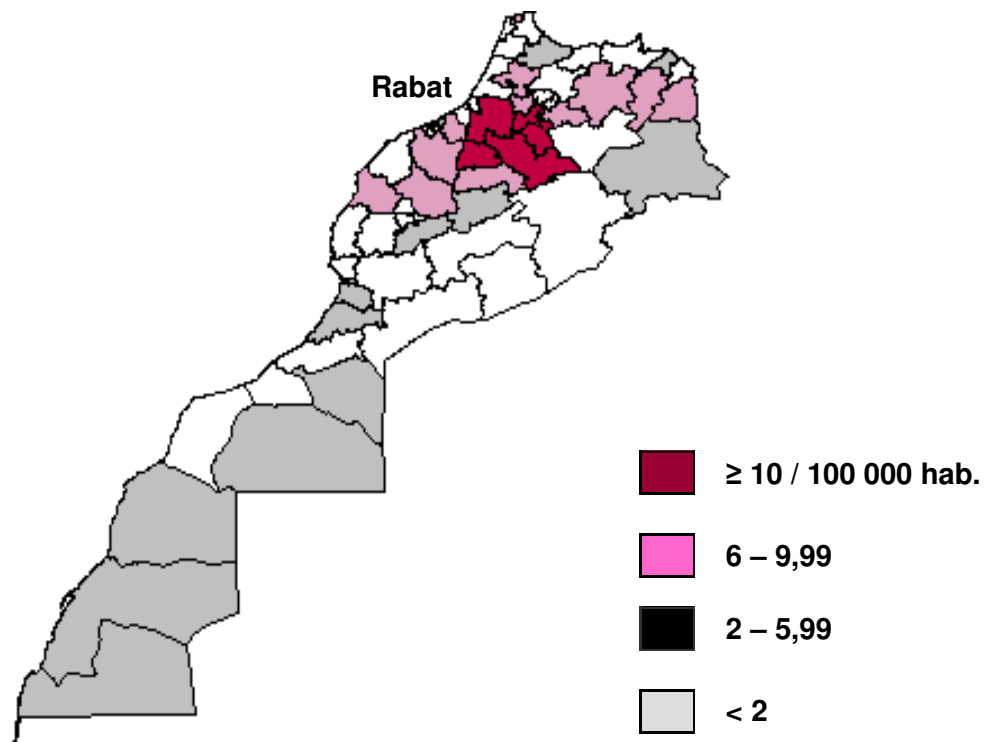 Rabat
≥ 10 / 100 000 hab.
6 – 9,99
2 – 5,99
< 2